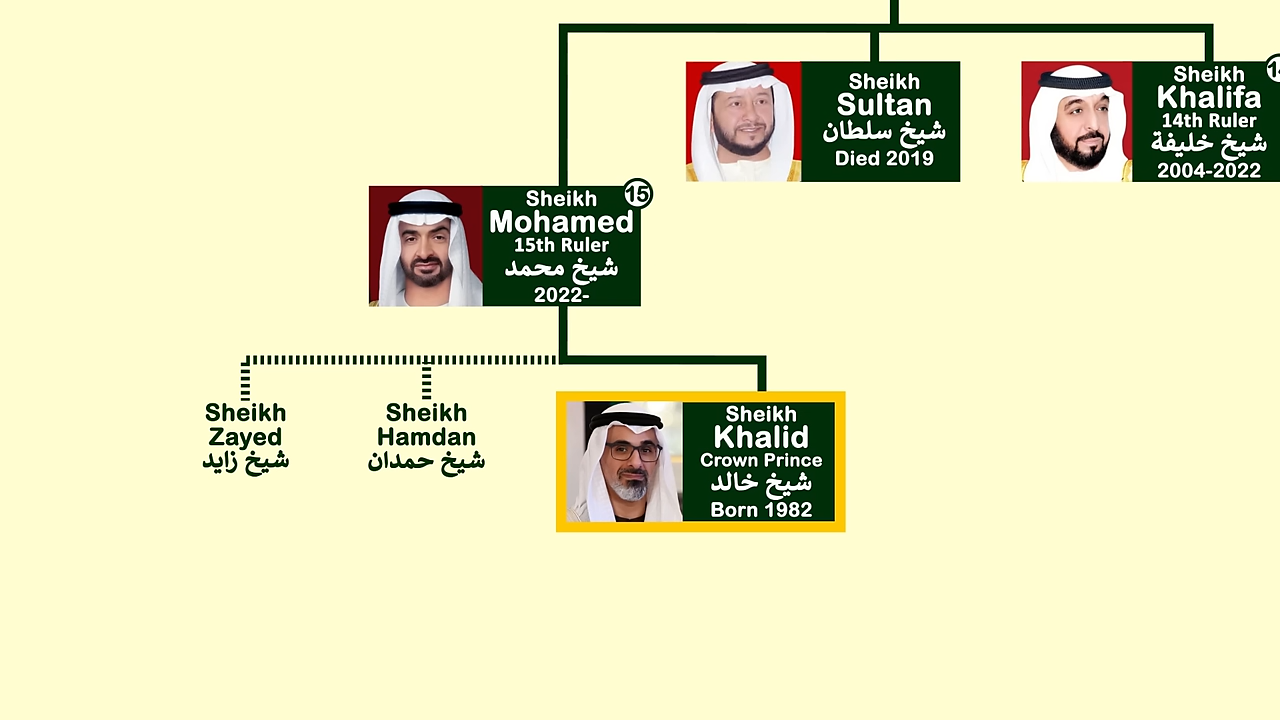 Sheikh
Sultan
شيخ سلطان
Died 2019
Sheikh
Khalifa
14th Ruler
شيخ خليفة
2004-2022
15
Sheikh
Mohamed
15th Ruler
شيخ محمد
2022-
Sheikh
Zayed
شيخ زايد
Sheikh
Hamdan
شيخ حمدان
Sheikh
Khalid
Crown Prince
شيخ خالد
Born 1982